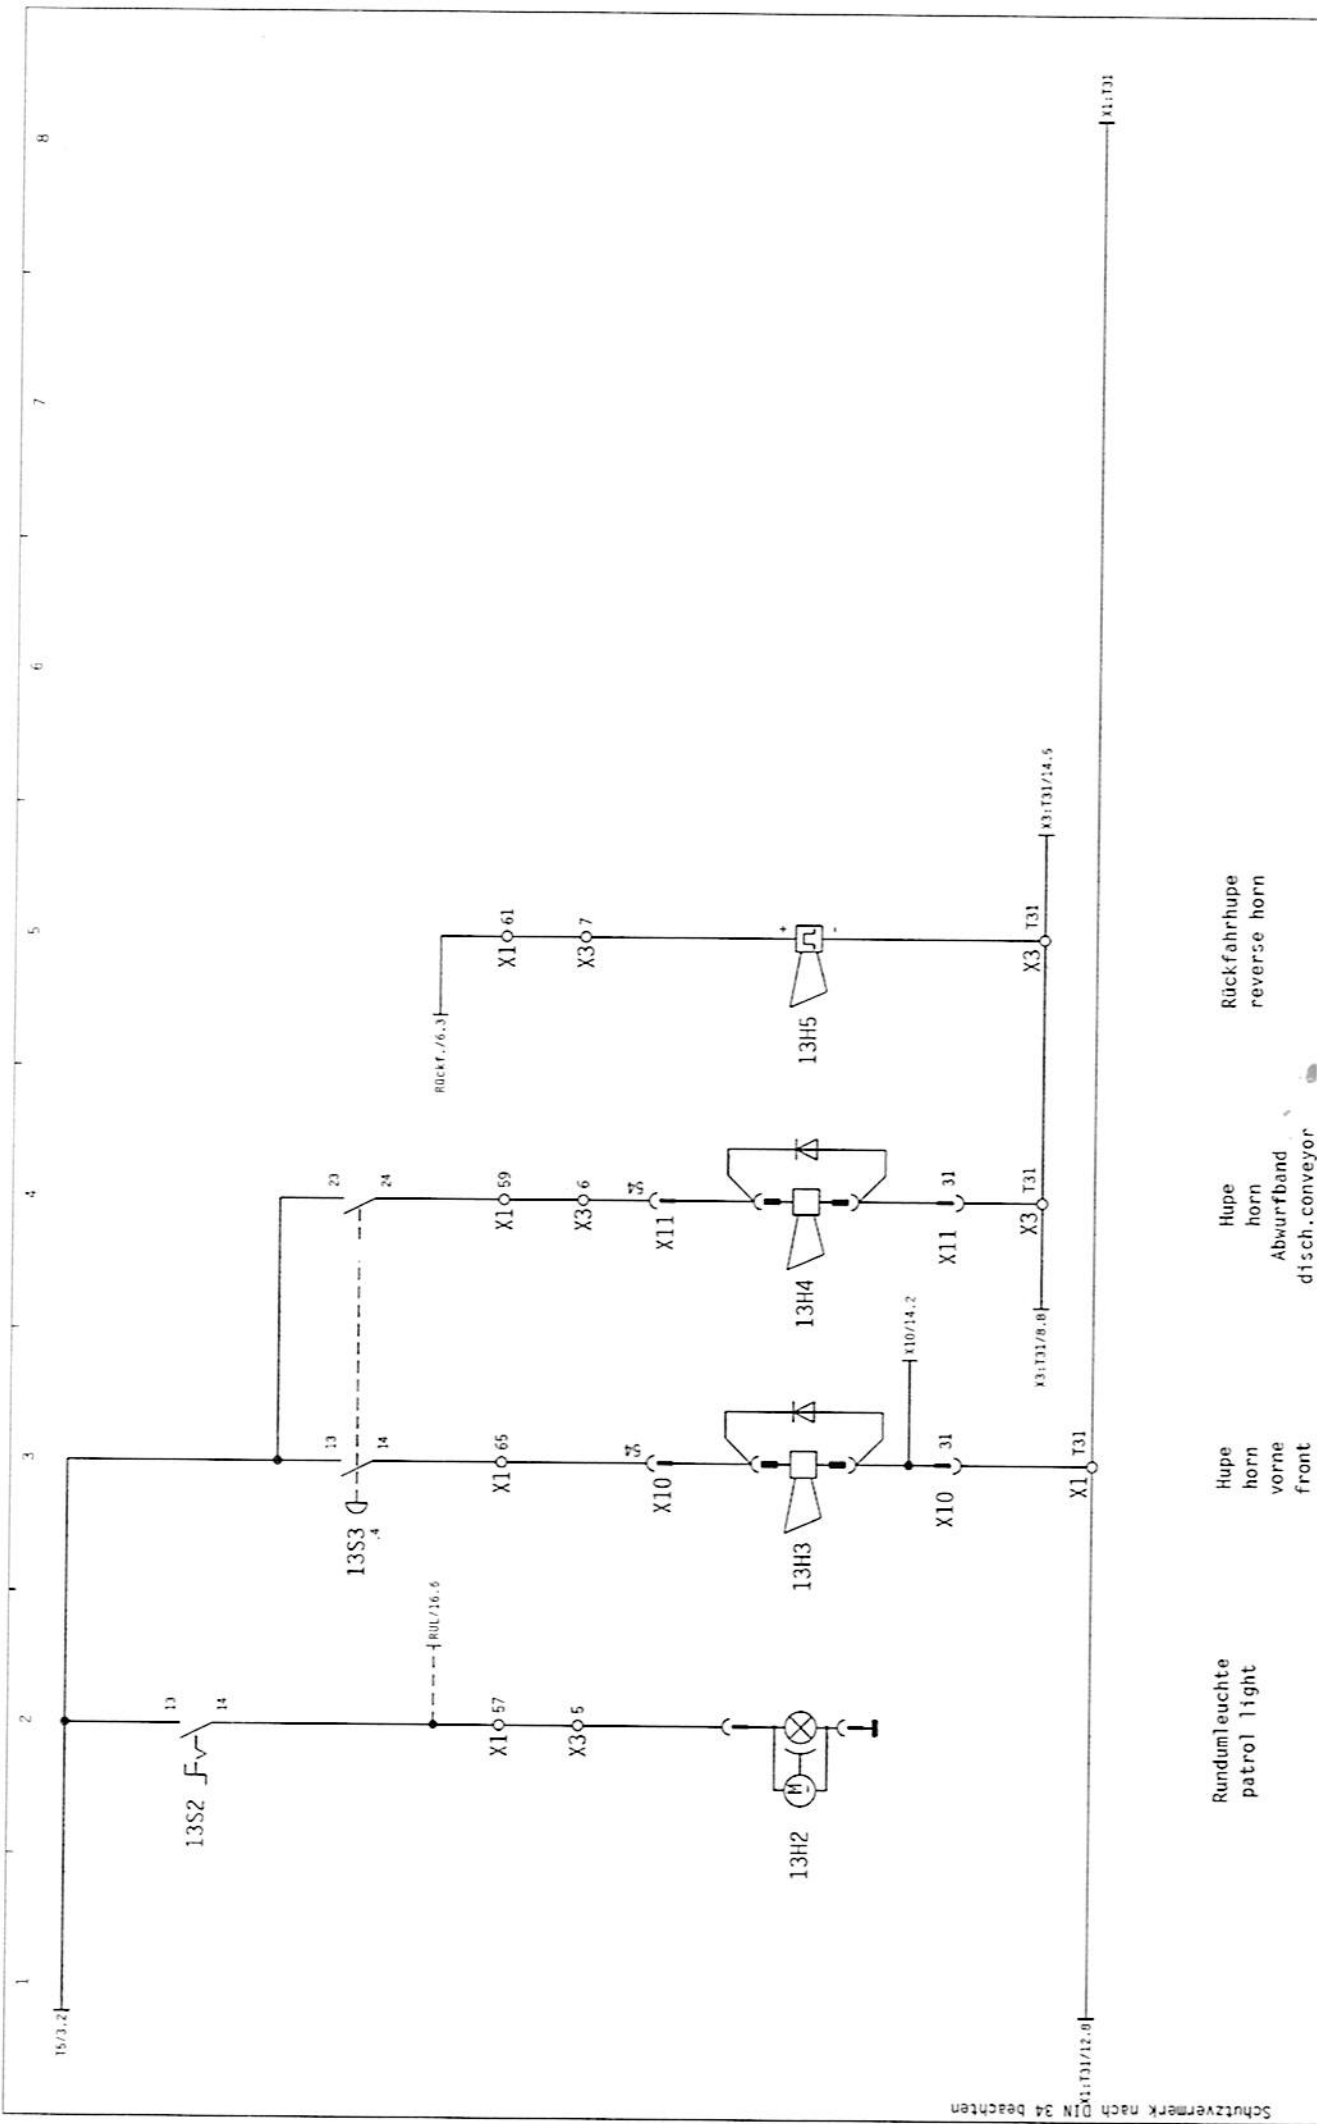 1 2 3 4 5 6 7 8
15/3.2
13S2
13
14
RUL/16.6
X1 57
X3 5
13H2
M
13S3
.4
13
14
X1 65
X10 54
13H3
X10/14.2
X10 31
X1 T31
23
24
X1 59
X3 6
X11 54
13H4
X11 31
X3 T31
X3:T31/8.8
Rückf./6.3
X1 61
X3 7
+
-
13H5
X3 T31
X3:T31/14.5
X1:T31/12.8
X1:T31
Rundumleuchte
patrol light
Hupe
horn
vorne
front
Hupe
horn
Abwurfband
disch.conveyor
Rückfahrhupe
reverse horn
Schutzvermerk nach DIN 34 beachten